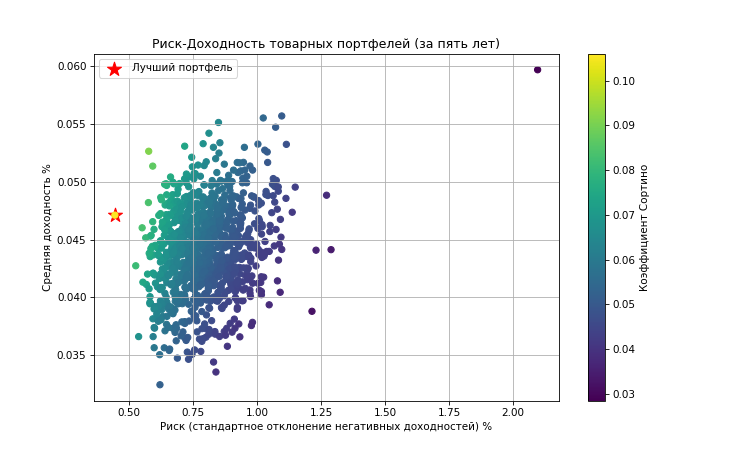 Риск-Доходность товарных портфелей (за пять лет)
Лучший портфель
Средняя доходность %
0.060
0.055
0.050
0.045
0.040
0.035
0.50 0.75 1.00 1.25 1.50 1.75 2.00
Риск (стандартное отклонение негативных доходностей) %
0.10
0.09
0.08
0.07
0.06
0.05
0.04
0.03
Коэффициент Сортино